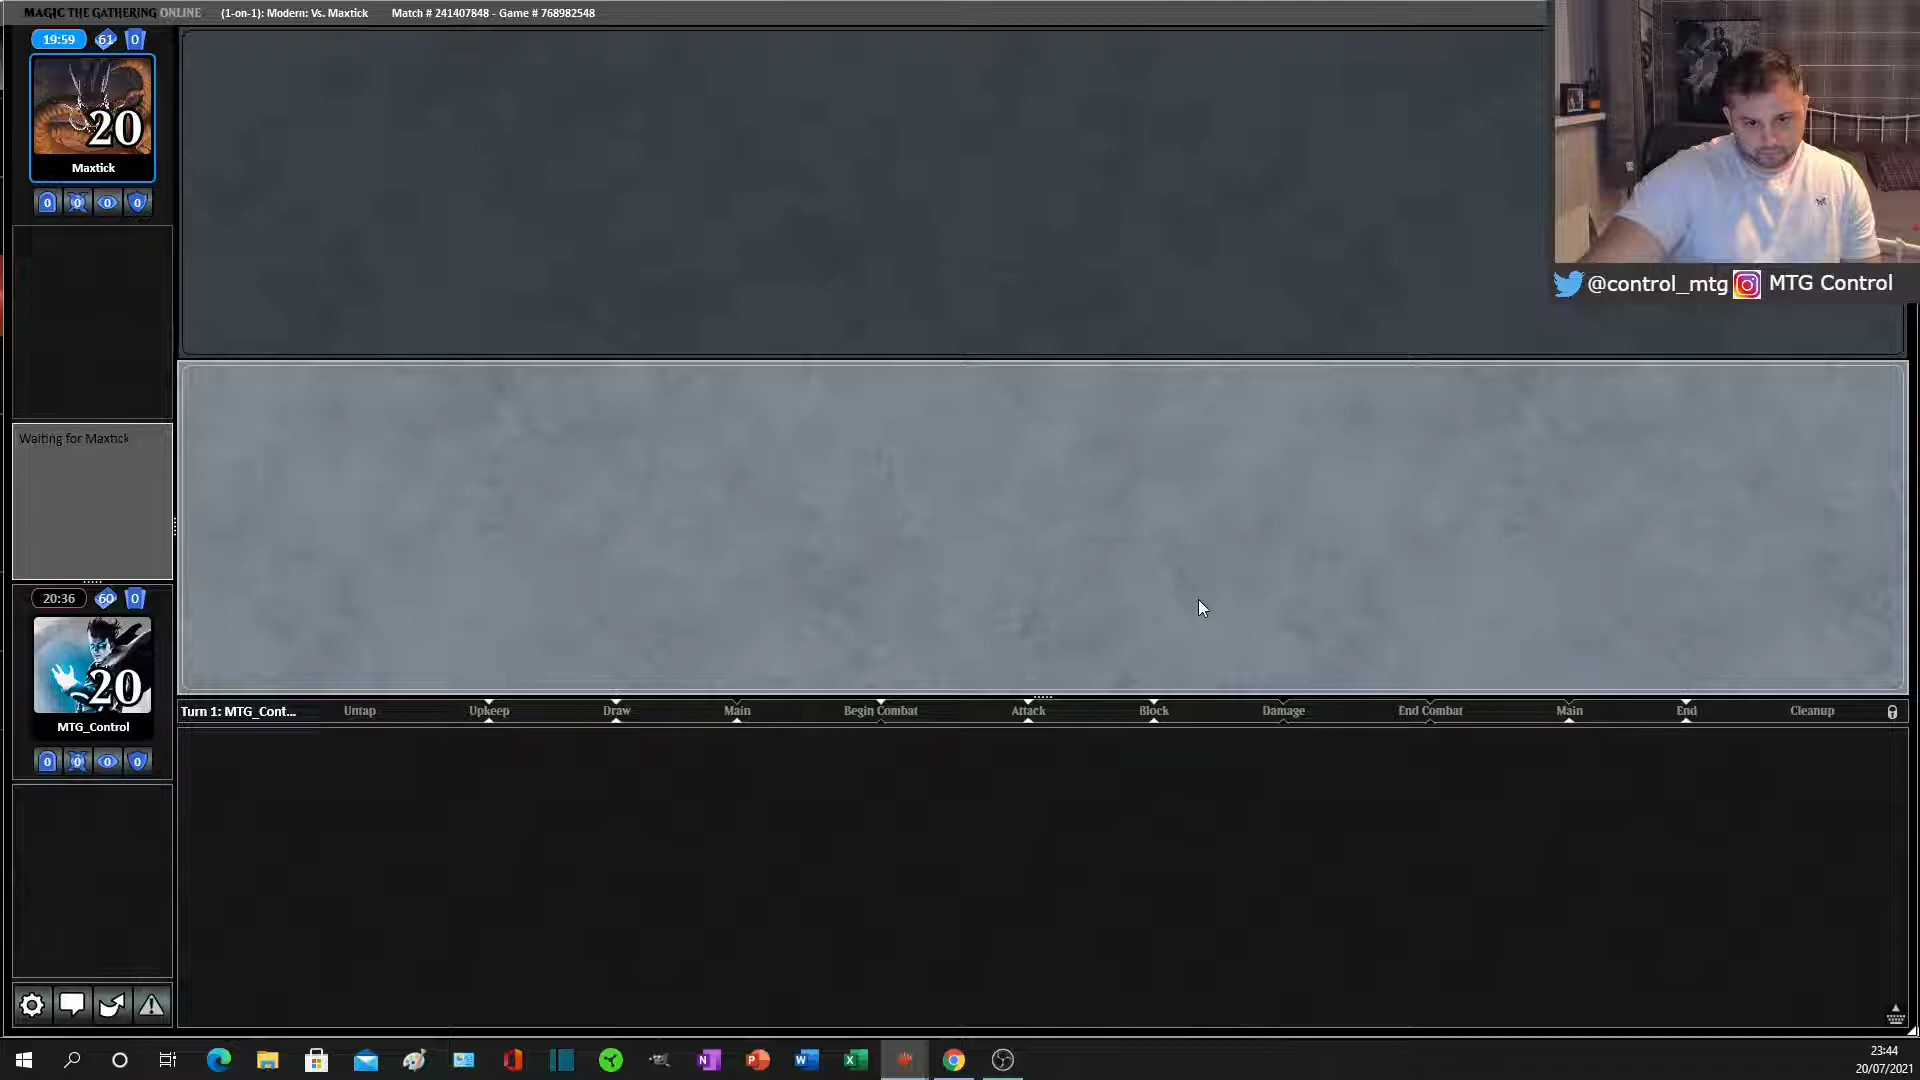 MAGIC THE GATHERING ONLINE (1-on-1): Modern: Vs. Maxtick Match # 241407848 - Game # 768982548
19:59 61 0
20
Maxtick
0 0 0 0
@control_mtg MTG Control
Waiting for Maxtick
20:36 60 0
20
MTG_Control
0 0 0 0
Turn 1: MTG_Cont... Untap Upkeep Draw Main Begin Combat Attack Block Damage End Combat Main End Cleanup
23:44
20/07/2021